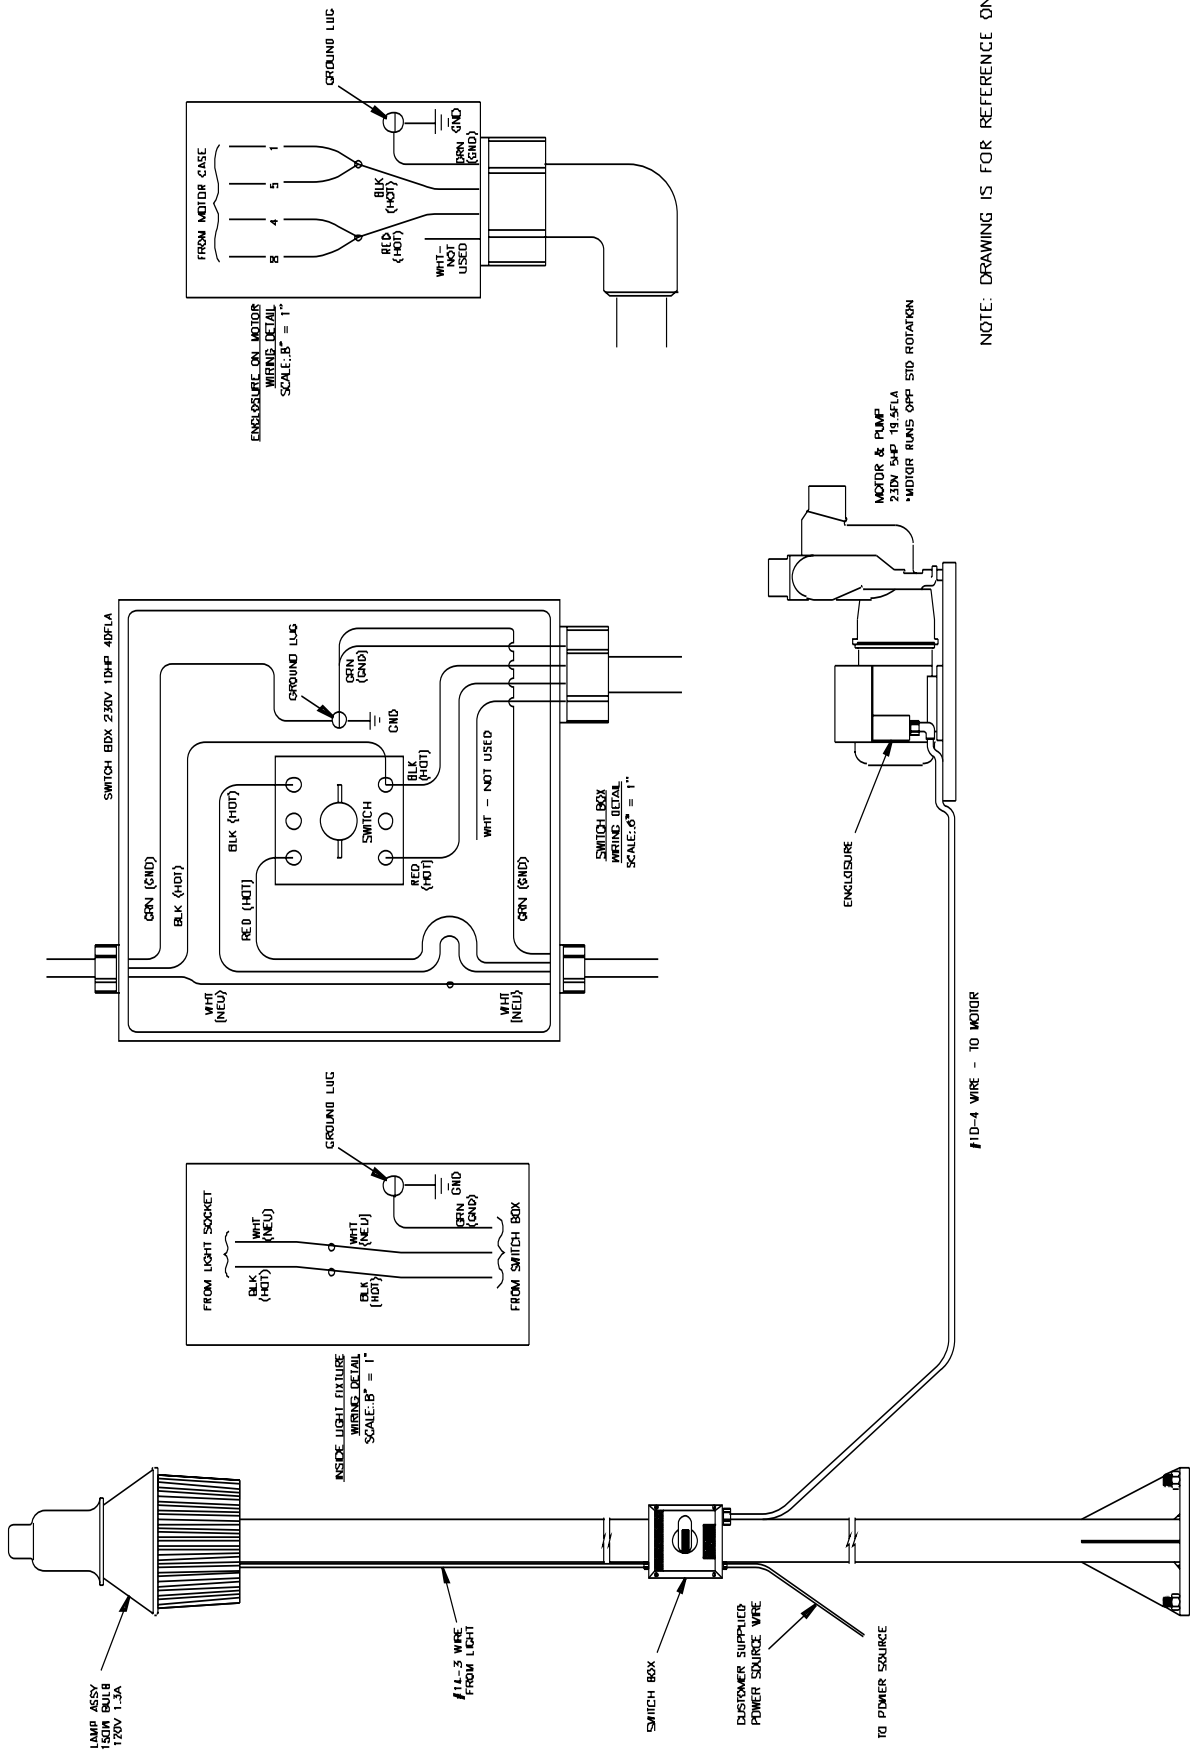 LAMP ASSY
150W BULB
120V 1.3A
#14-3 WIRE
FROM LIGHT
SWITCH BOX
CUSTOMER SUPPLIED
POWER SOURCE WIRE
TO POWER SOURCE
INSIDE LIGHT FIXTURE
WIRING DETAIL
SCALE:.8" = 1"
FROM LIGHT SOCKET
BLK
(HOT)
WHT
(NEU)
BLK
(HOT)
WHT
(NEU)
GRN
(GND)
GND
FROM SWITCH BOX
GROUND LUG
SWITCH BOX 230V 10HP 40FLA
GRN (GND)
BLK (HOT)
BLK (HOT)
RED (HOT)
WHT
(NEU)
WHT
(NEU)
GROUND LUG
GND
GRN
(GND)
SWITCH
BLK
(HOT)
RED
(HOT)
WHT - NOT USED
GRN (GND)
SWITCH BOX
WIRING DETAIL
SCALE:.6" = 1"
ENCLOSURE ON MOTOR
WIRING DETAIL
SCALE:.8" = 1"
FROM MOTOR CASE
8 4 5 1
RED
(HOT)
BLK
(HOT)
WHT-
NOT
USED
GRN
(GND)
GND
GROUND LUG
MOTOR & PUMP
230V 5HP 19.5FLA
*MOTOR RUNS OPP STD ROTATION
ENCLOSURE
#10-4 WIRE - TO MOTOR
NOTE: DRAWING IS FOR REFERENCE ON